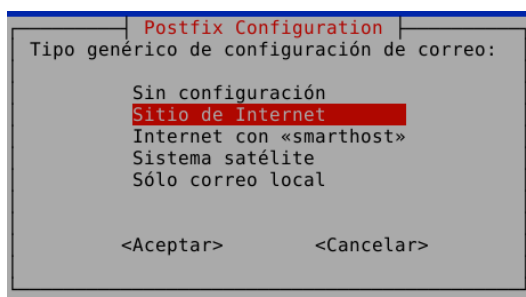 Postfix Configuration
Tipo genérico de configuración de correo:
Sin configuración
Sitio de Internet
Internet con «smarthost»
Sistema satélite
Sólo correo local
<Aceptar> <Cancelar>